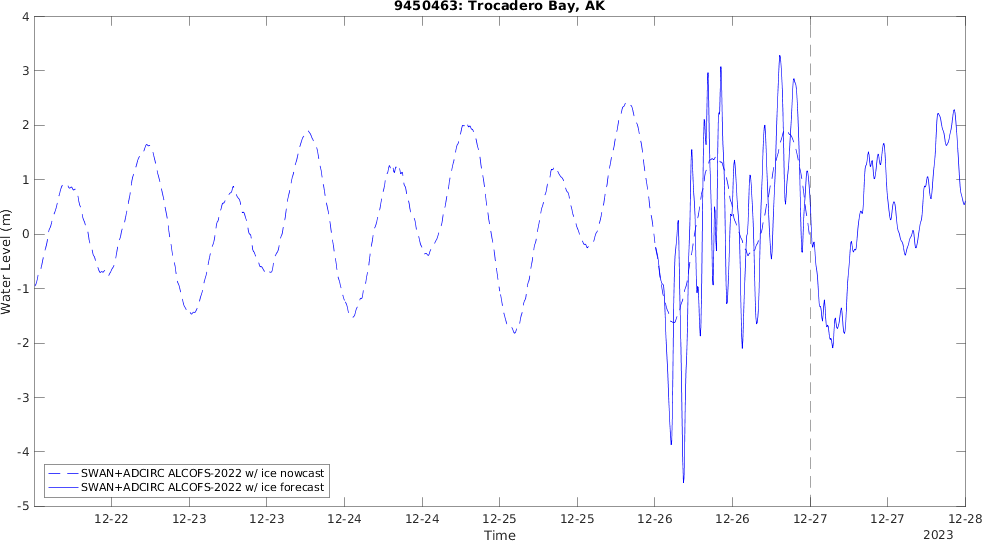 9450463: Trocadero Bay, AK
4
3
2
1
0
-1
-2
-3
-4
-5
Water Level (m)
SWAN+ADCIRC ALCOFS-2022 w/ ice nowcast
SWAN+ADCIRC ALCOFS-2022 w/ ice forecast
12-22 12-23 12-23 12-24 12-24 12-25 12-25 12-26 12-26 12-27 12-27 12-28
Time
2023